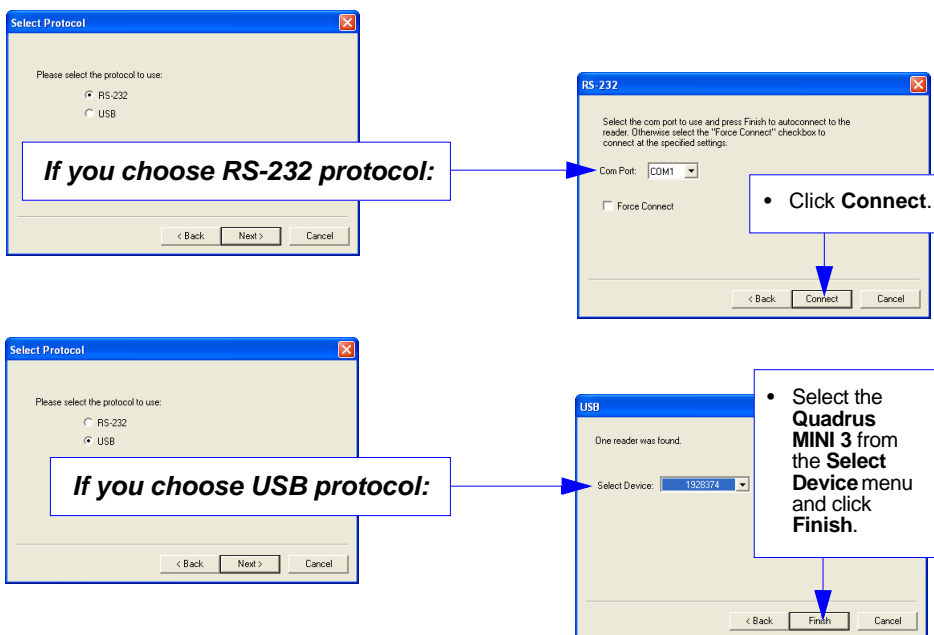 Select Protocol
Please select the protocol to use:
RS-232
USB
If you choose RS-232 protocol:
< Back
Next >
Cancel
RS-232
Select the com port to use and press Finish to autoconnect to the
reader. Otherwise select the "Force Connect" checkbox to
connect at the specified settings.
Com Port:
COM1
Force Connect
• Click Connect.
< Back
Connect
Cancel
Select Protocol
Please select the protocol to use:
RS-232
USB
If you choose USB protocol:
< Back
Next >
Cancel
USB
One reader was found.
Select Device:
1928374
• Select the
Quadrus
MINI 3 from
the Select
Device menu
and click
Finish.
< Back
Finish
Cancel